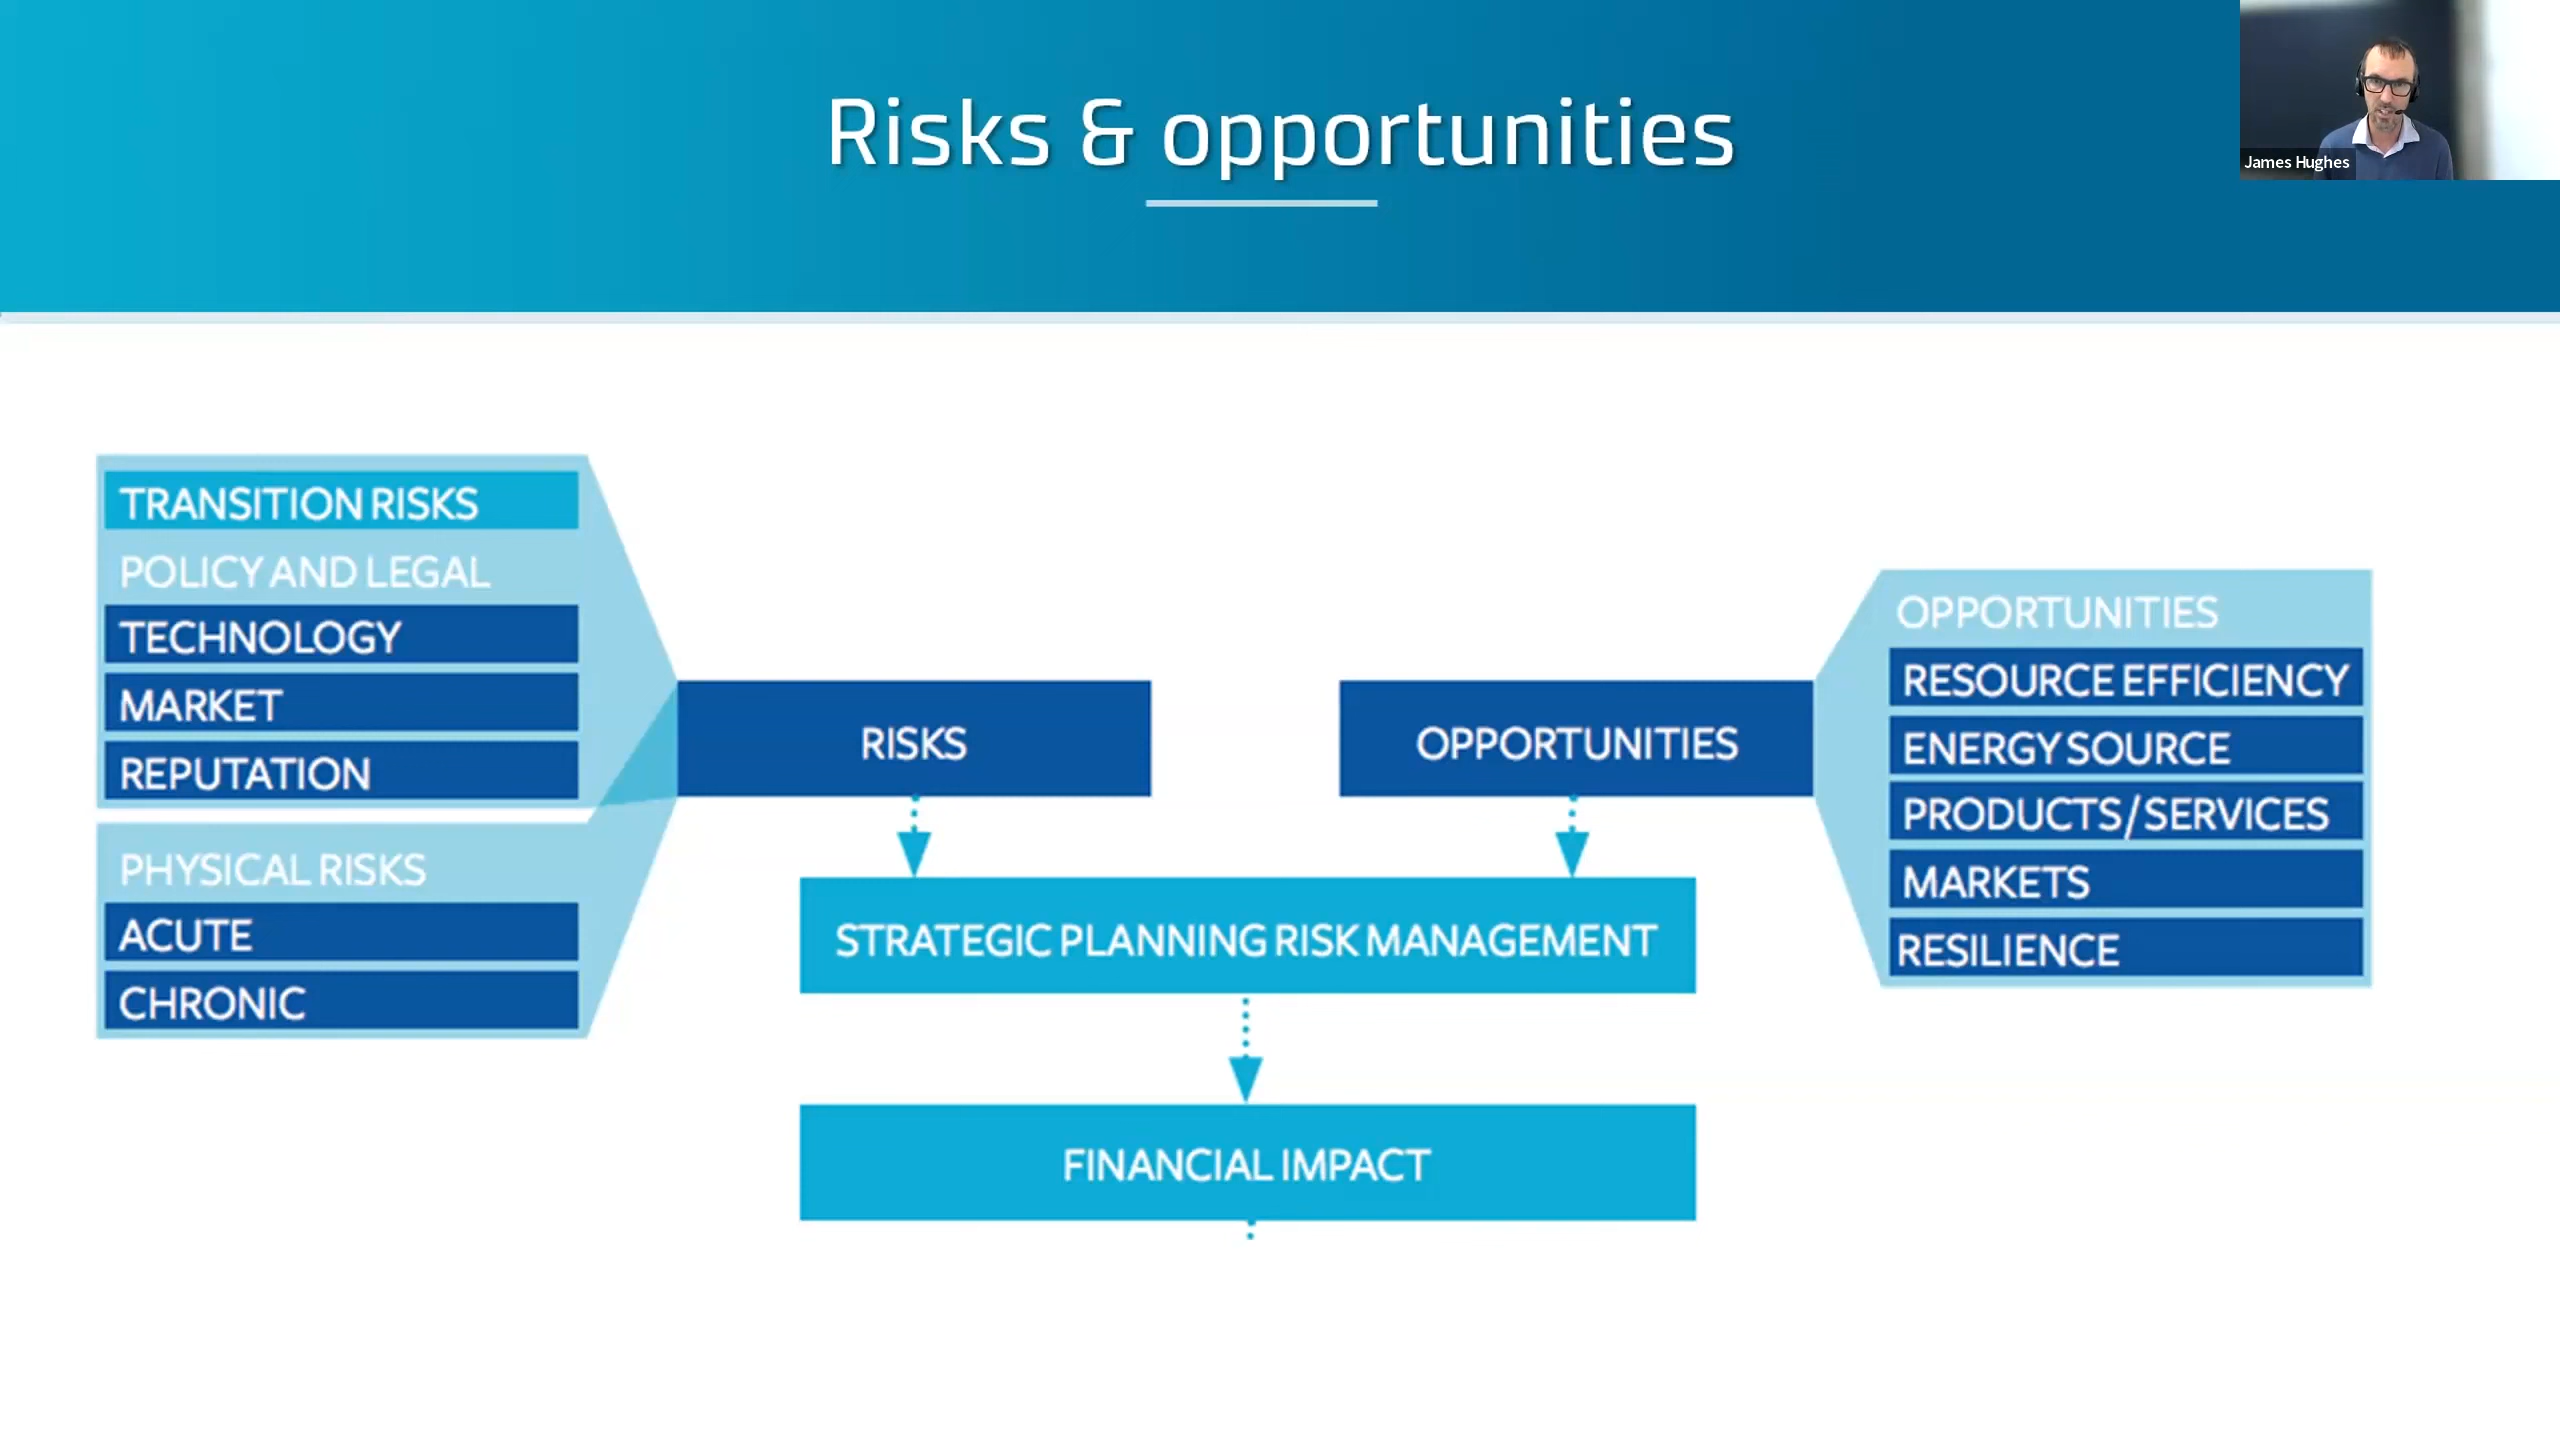 Risks & opportunities
James Hughes
TRANSITION RISKS
POLICY AND LEGAL
TECHNOLOGY
MARKET
REPUTATION
PHYSICAL RISKS
ACUTE
CHRONIC
RISKS
OPPORTUNITIES
STRATEGIC PLANNING RISK MANAGEMENT
FINANCIAL IMPACT
OPPORTUNITIES
RESOURCE EFFICIENCY
ENERGY SOURCE
PRODUCTS/SERVICES
MARKETS
RESILIENCE